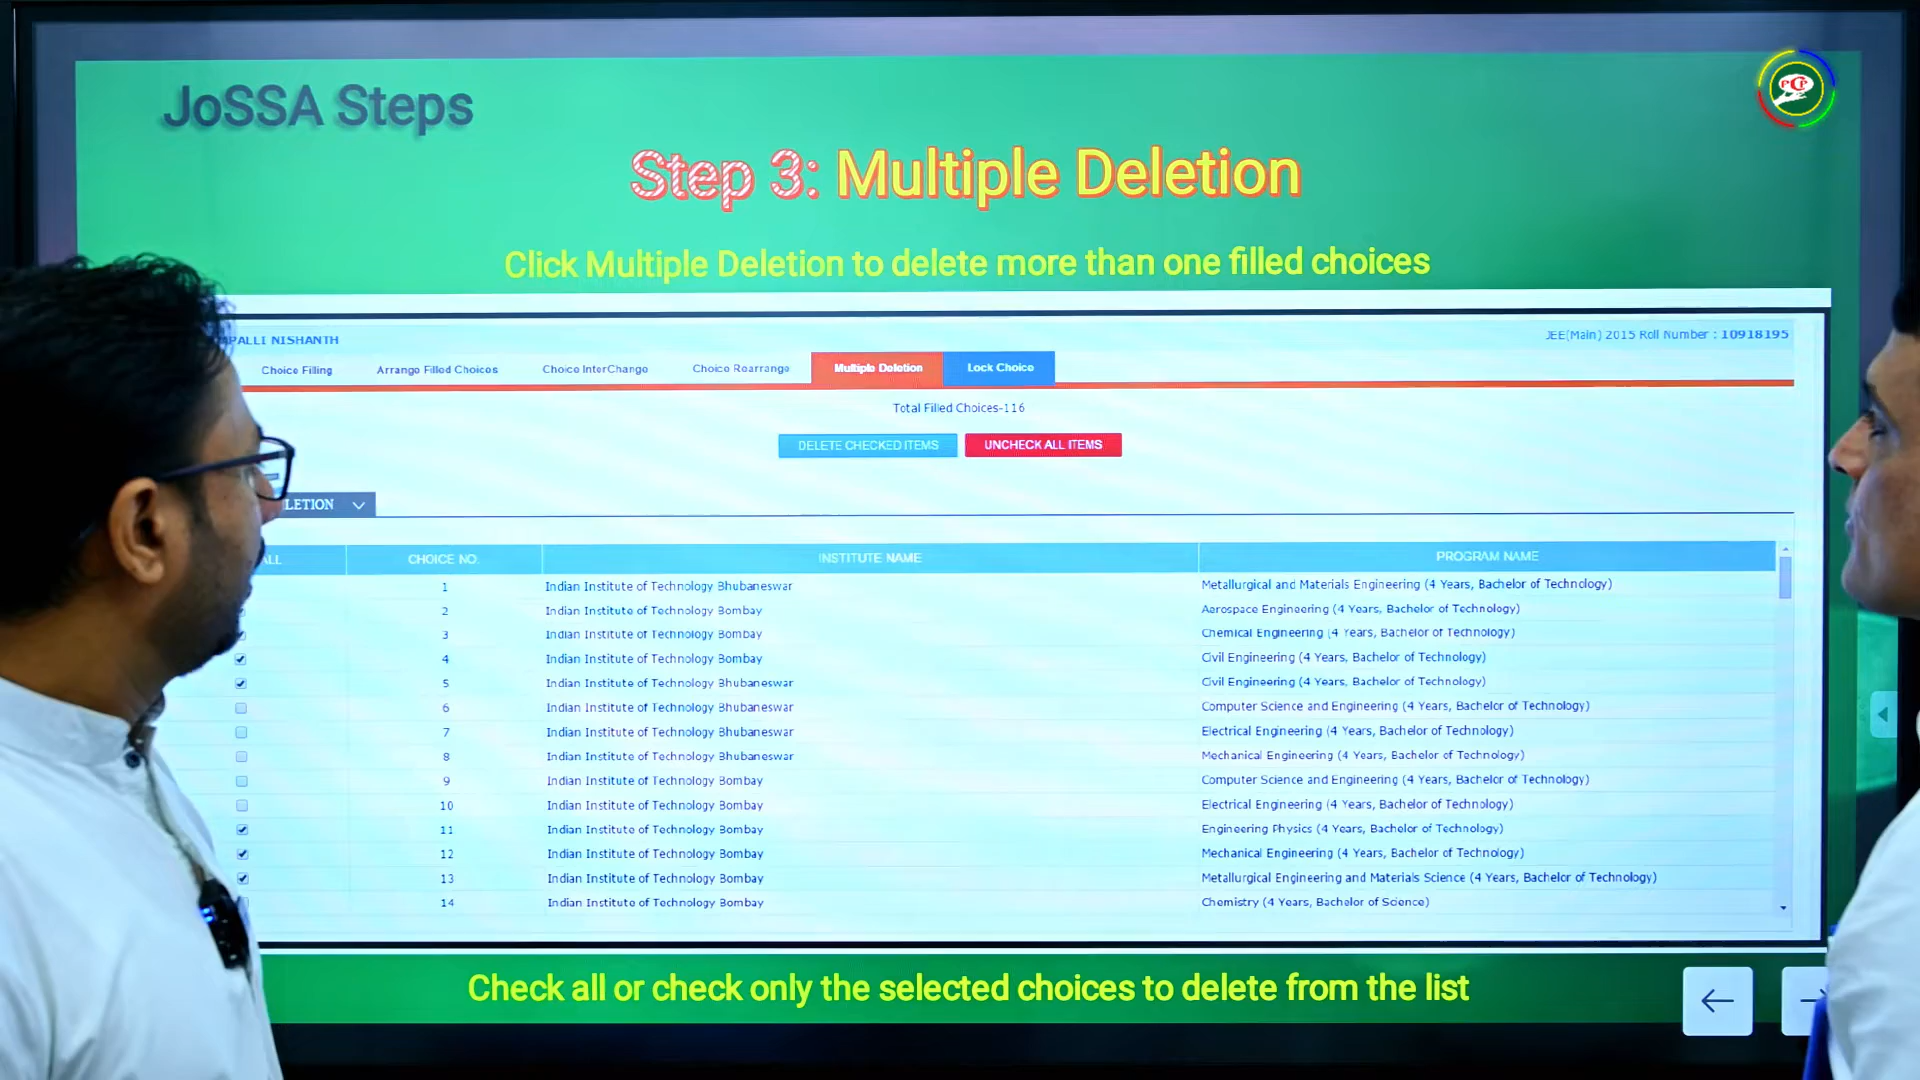 JoSSA Steps
PCP
Step 3: Multiple Deletion
Click Multiple Deletion to delete more than one filled choices
PALLI NISHANTH
JEE(Main) 2015 Roll Number : 10918195
Choice Filling Arrange Filled Choices Choice InterChange Choice Rearrange Multiple Deletion Lock Choice
Total Filled Choices-116
DELETE CHECKED ITEMS UNCHECK ALL ITEMS
LETION
ALL CHOICE NO. INSTITUTE NAME PROGRAM NAME
1 Indian Institute of Technology Bhubaneswar Metallurgical and Materials Engineering (4 Years, Bachelor of Technology)
2 Indian Institute of Technology Bombay Aerospace Engineering (4 Years, Bachelor of Technology)
3 Indian Institute of Technology Bombay Chemical Engineering (4 Years, Bachelor of Technology)
4 Indian Institute of Technology Bombay Civil Engineering (4 Years, Bachelor of Technology)
5 Indian Institute of Technology Bhubaneswar Civil Engineering (4 Years, Bachelor of Technology)
6 Indian Institute of Technology Bhubaneswar Computer Science and Engineering (4 Years, Bachelor of Technology)
7 Indian Institute of Technology Bhubaneswar Electrical Engineering (4 Years, Bachelor of Technology)
8 Indian Institute of Technology Bhubaneswar Mechanical Engineering (4 Years, Bachelor of Technology)
9 Indian Institute of Technology Bombay Computer Science and Engineering (4 Years, Bachelor of Technology)
10 Indian Institute of Technology Bombay Electrical Engineering (4 Years, Bachelor of Technology)
11 Indian Institute of Technology Bombay Engineering Physics (4 Years, Bachelor of Technology)
12 Indian Institute of Technology Bombay Mechanical Engineering (4 Years, Bachelor of Technology)
13 Indian Institute of Technology Bombay Metallurgical Engineering and Materials Science (4 Years, Bachelor of Technology)
14 Indian Institute of Technology Bombay Chemistry (4 Years, Bachelor of Science)
Check all or check only the selected choices to delete from the list